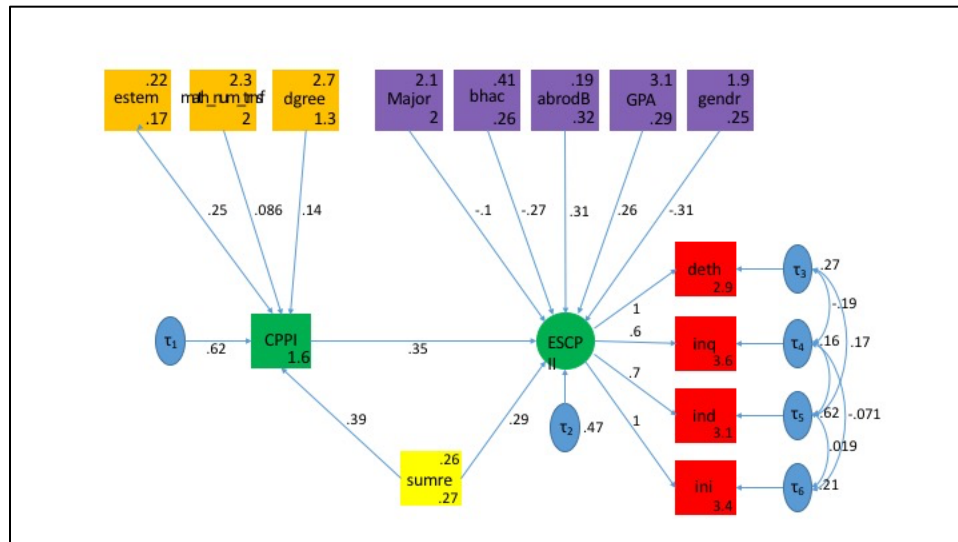 .22
estem
.17
2.3
math_num_trnsf
2
2.7
dgree
1.3
2.1
Major
2
.41
bhac
.26
.19
abrodB
.32
3.1
GPA
.29
1.9
gendr
.25
.25
.086
.14
-.1
-.27
.31
.26
-.31
τ1
.62
CPPI
1.6
.35
ESCP
II
1
.6
.7
1
deth
2.9
inq
3.6
ind
3.1
ini
3.4
τ3
.27
-.19
τ4
.16
.17
τ5
.62
-.071
.019
τ6
.21
.39
.29
τ2
.47
.26
sumre
.27